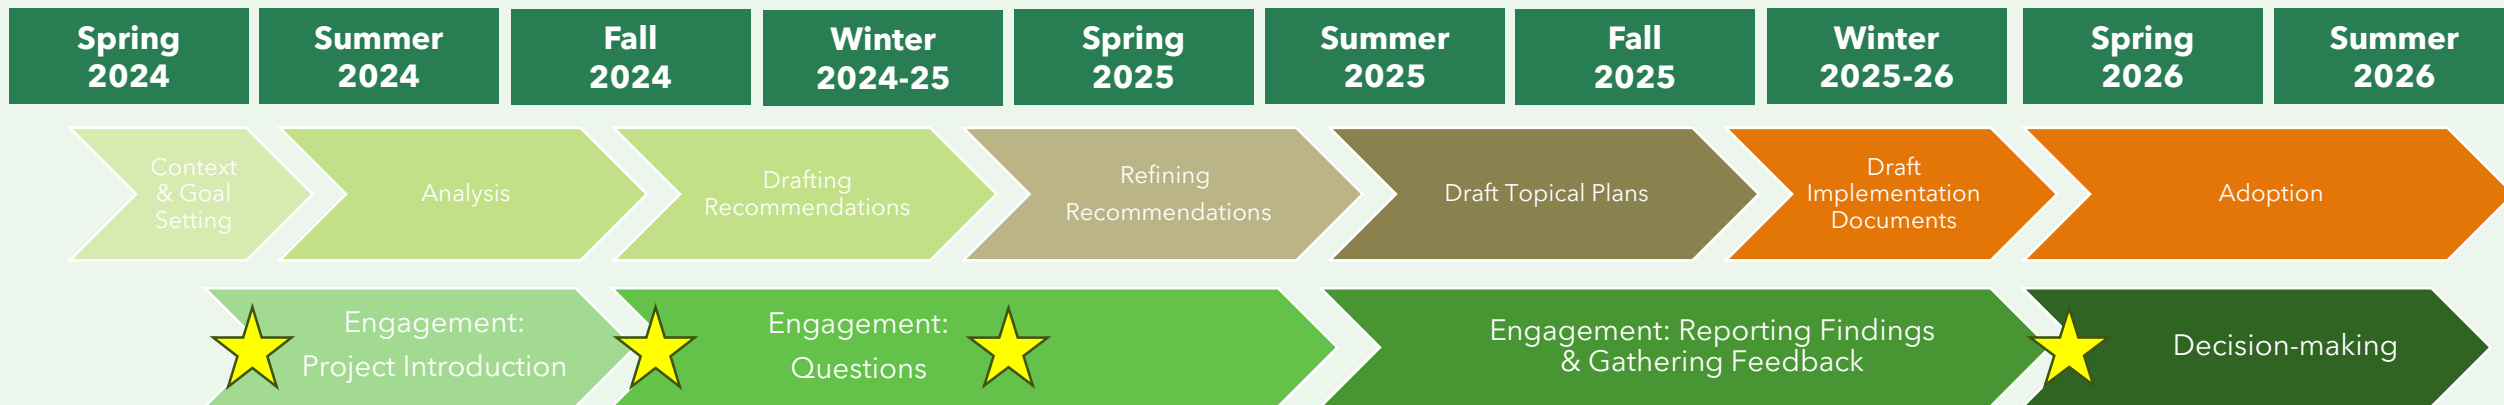 Spring
2024
Summer
2024
Fall
2024
Winter
2024-25
Spring
2025
Summer
2025
Fall
2025
Winter
2025-26
Spring
2026
Summer
2026
Context
& Goal
Setting
Analysis
Drafting
Recommendations
Refining
Recommendations
Draft Topical Plans
Draft
Implementation
Documents
Adoption
Engagement:
Project Introduction
Engagement:
Questions
Engagement: Reporting Findings
& Gathering Feedback
Decision-making